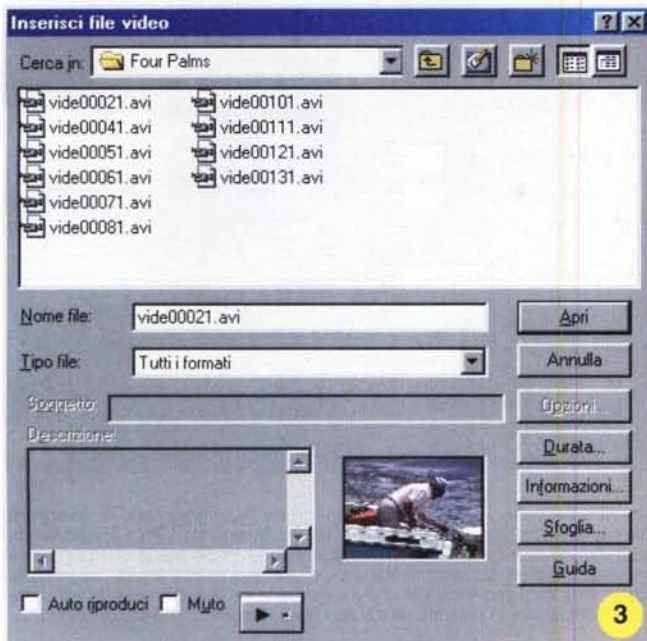 Inserisci file video
Cerca in: Four Palms
vide00021.avi
vide00041.avi
vide00051.avi
vide00061.avi
vide00071.avi
vide00081.avi
vide00101.avi
vide00111.avi
vide00121.avi
vide00131.avi
Nome file: vide00021.avi
Apri
Tipo file: Tutti i formati
Annulla
Soggetto:
Opzioni...
Descrizione:
Durata...
Informazioni...
Sfoglia...
Guida
Auto riproduci Muto
3